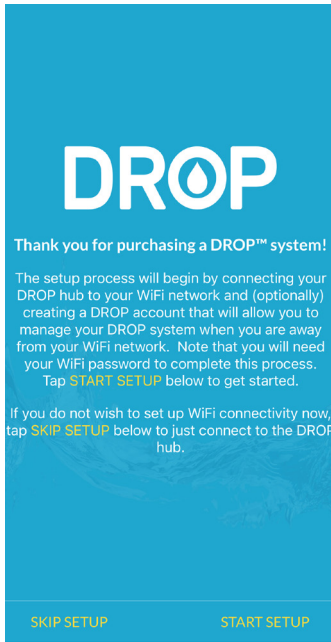 DROP
Thank you for purchasing a DROP™ system!
The setup process will begin by connecting your
DROP hub to your WiFi network and (optionally)
creating a DROP account that will allow you to
manage your DROP system when you are away
from your WiFi network.  Note that you will need
your WiFi password to complete this process.
Tap START SETUP below to get started.
If you do not wish to set up WiFi connectivity now,
tap SKIP SETUP below to just connect to the DROP
hub.
SKIP SETUP
START SETUP